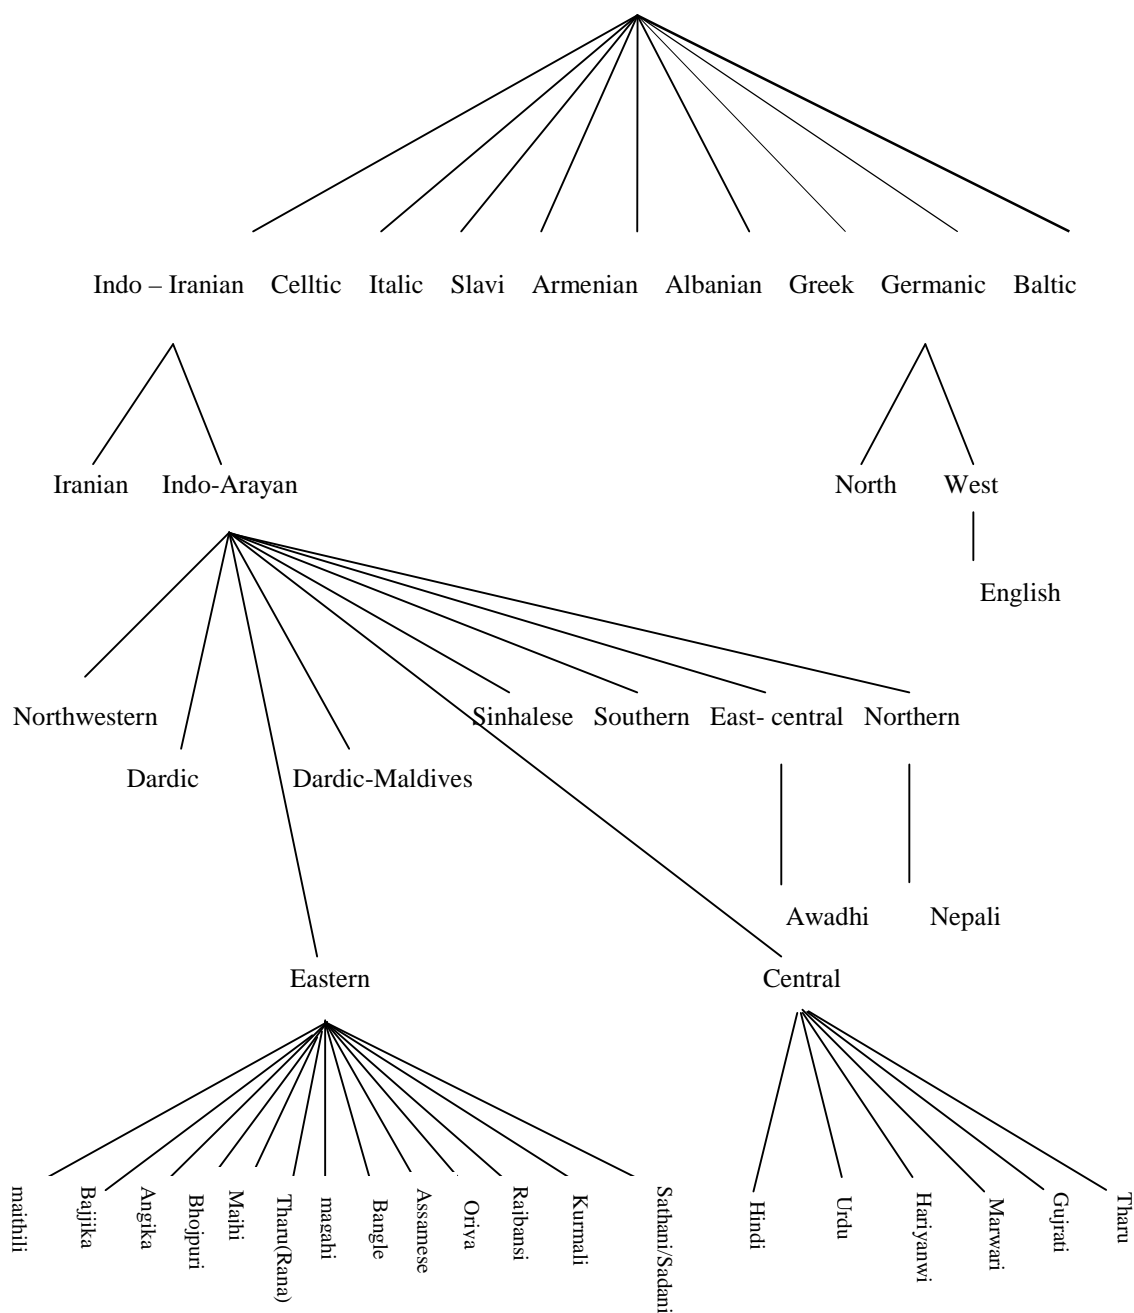 Indo – Iranian Celltic Italic Slavi Armenian Albanian Greek Germanic Baltic
Iranian Indo-Arayan North West
English
Northwestern Sinhalese Southern East- central Northern
Dardic Dardic-Maldives
Awadhi Nepali
Eastern Central
maithili
Bajjika
Angika
Bhojpuri
Maihi
Tharu(Rana)
magahi
Bangle
Assamese
Oriya
Rajbansi
Kurmali
Sathani/Sadani
Hindi
Urdu
Hariyanwi
Marwari
Gujrati
Tharu